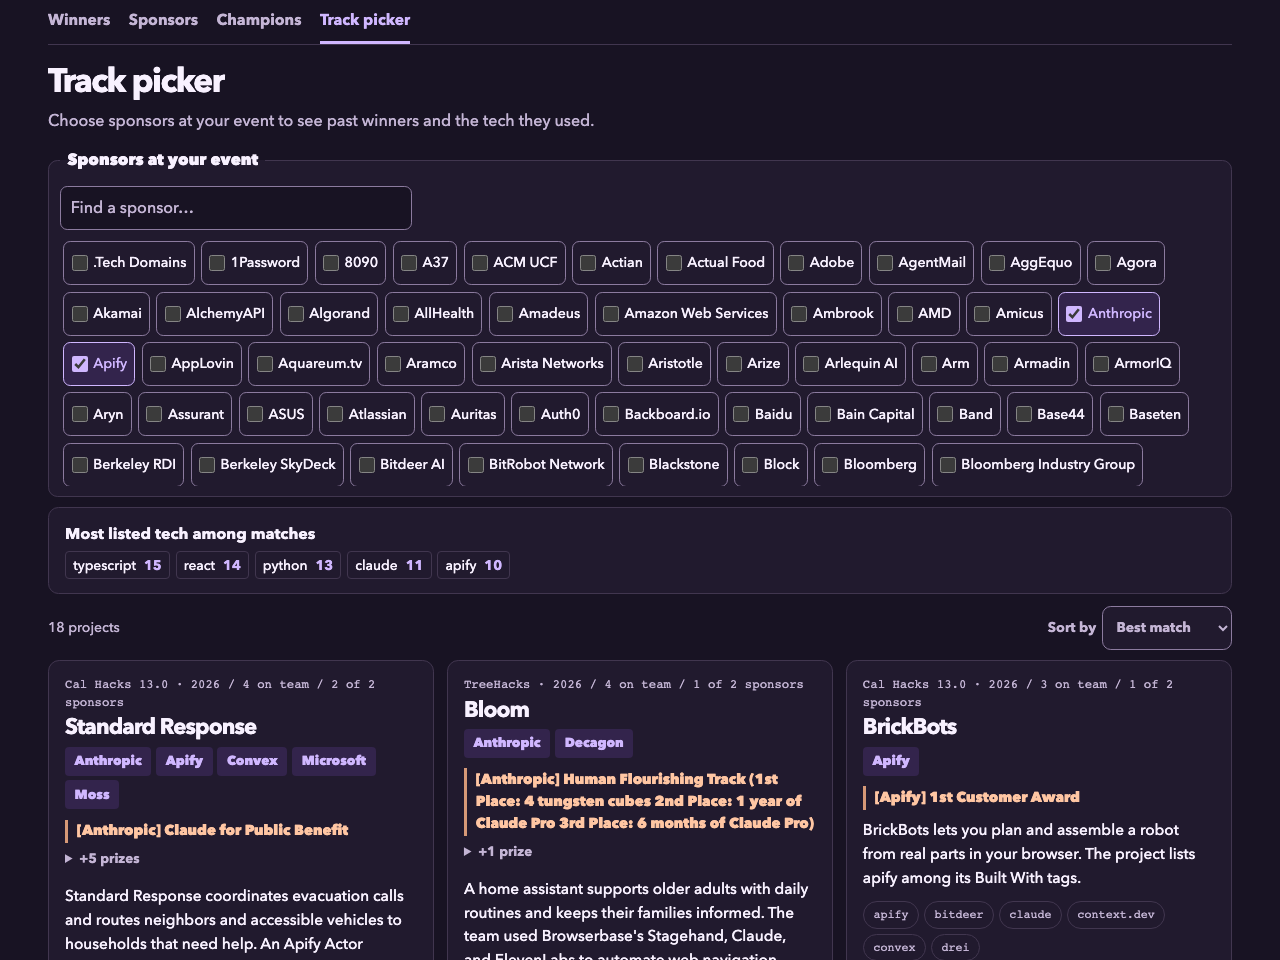 Winners Sponsors Champions Track picker
Track picker
Choose sponsors at your event to see past winners and the tech they used.
Sponsors at your event
Find a sponsor...
.Tech Domains 1Password 8090 A37 ACM UCF Actian Actual Food Adobe AgentMail AggEquo Agora
Akamai AlchemyAPI Algorand AllHealth Amadeus Amazon Web Services Ambrook AMD Amicus Anthropic
Apify AppLovin Aquareum.tv Aramco Arista Networks Aristotle Arize Arlequin AI Arm Armadin ArmorIQ
Aryn Assurant ASUS Atlassian Auritas Auth0 Backboard.io Baidu Bain Capital Band Base44 Baseten
Berkeley RDI Berkeley SkyDeck Bitdeer AI BitRobot Network Blackstone Block Bloomberg Bloomberg Industry Group
Most listed tech among matches
typescript 15 react 14 python 13 claude 11 apify 10
18 projects
Sort by Best match
Cal Hacks 13.0 · 2026 / 4 on team / 2 of 2
sponsors
Standard Response
Anthropic Apify Convex Microsoft
Moss
[Anthropic] Claude for Public Benefit
+5 prizes
Standard Response coordinates evacuation calls
and routes neighbors and accessible vehicles to
households that need help. An Apify Actor
TreeHacks · 2026 / 4 on team / 1 of 2 sponsors
Bloom
Anthropic Decagon
[Anthropic] Human Flourishing Track (1st
Place: 4 tungsten cubes 2nd Place: 1 year of
Claude Pro 3rd Place: 6 months of Claude Pro)
+1 prize
A home assistant supports older adults with daily
routines and keeps their families informed. The
team used Browserbase's Stagehand, Claude,
and ElevenLabs to automate web navigation
Cal Hacks 13.0 · 2026 / 3 on team / 1 of 2
sponsors
BrickBots
Apify
[Apify] 1st Customer Award
BrickBots lets you plan and assemble a robot
from real parts in your browser. The project lists
apify among its Built With tags.
apify bitdeer claude context.dev
convex drei